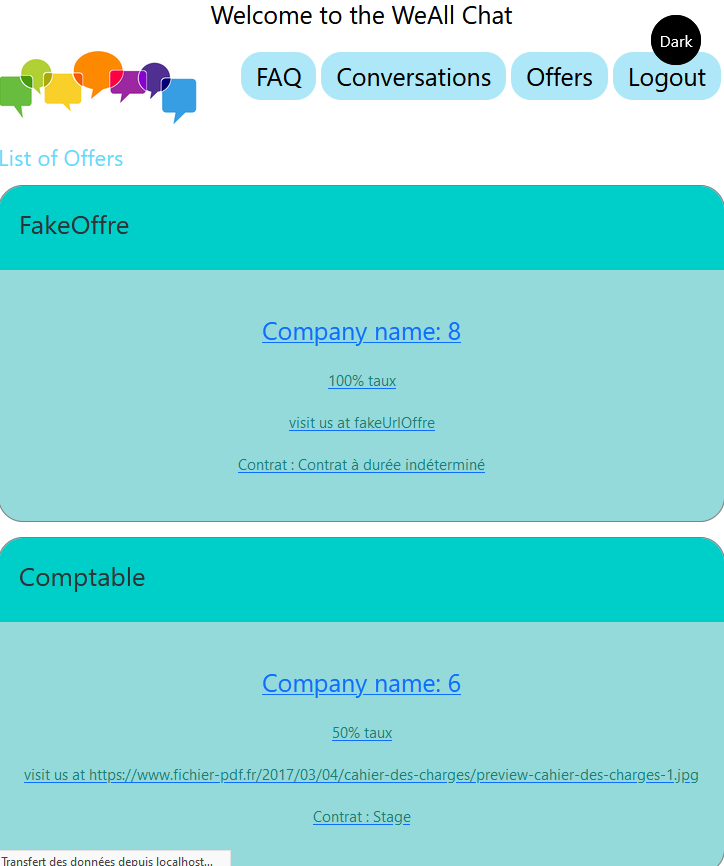 Welcome to the WeAll Chat
Dark
FAQ Conversations Offers Logout
List of Offers
FakeOffre
Company name: 8
100% taux
visit us at fakeUrlOffre
Contrat : Contrat à durée indéterminé
Comptable
Company name: 6
50% taux
visit us at https://www.fichier-pdf.fr/2017/03/04/cahier-des-charges/preview-cahier-des-charges-1.jpg
Contrat : Stage
Transfert des données depuis localhost...